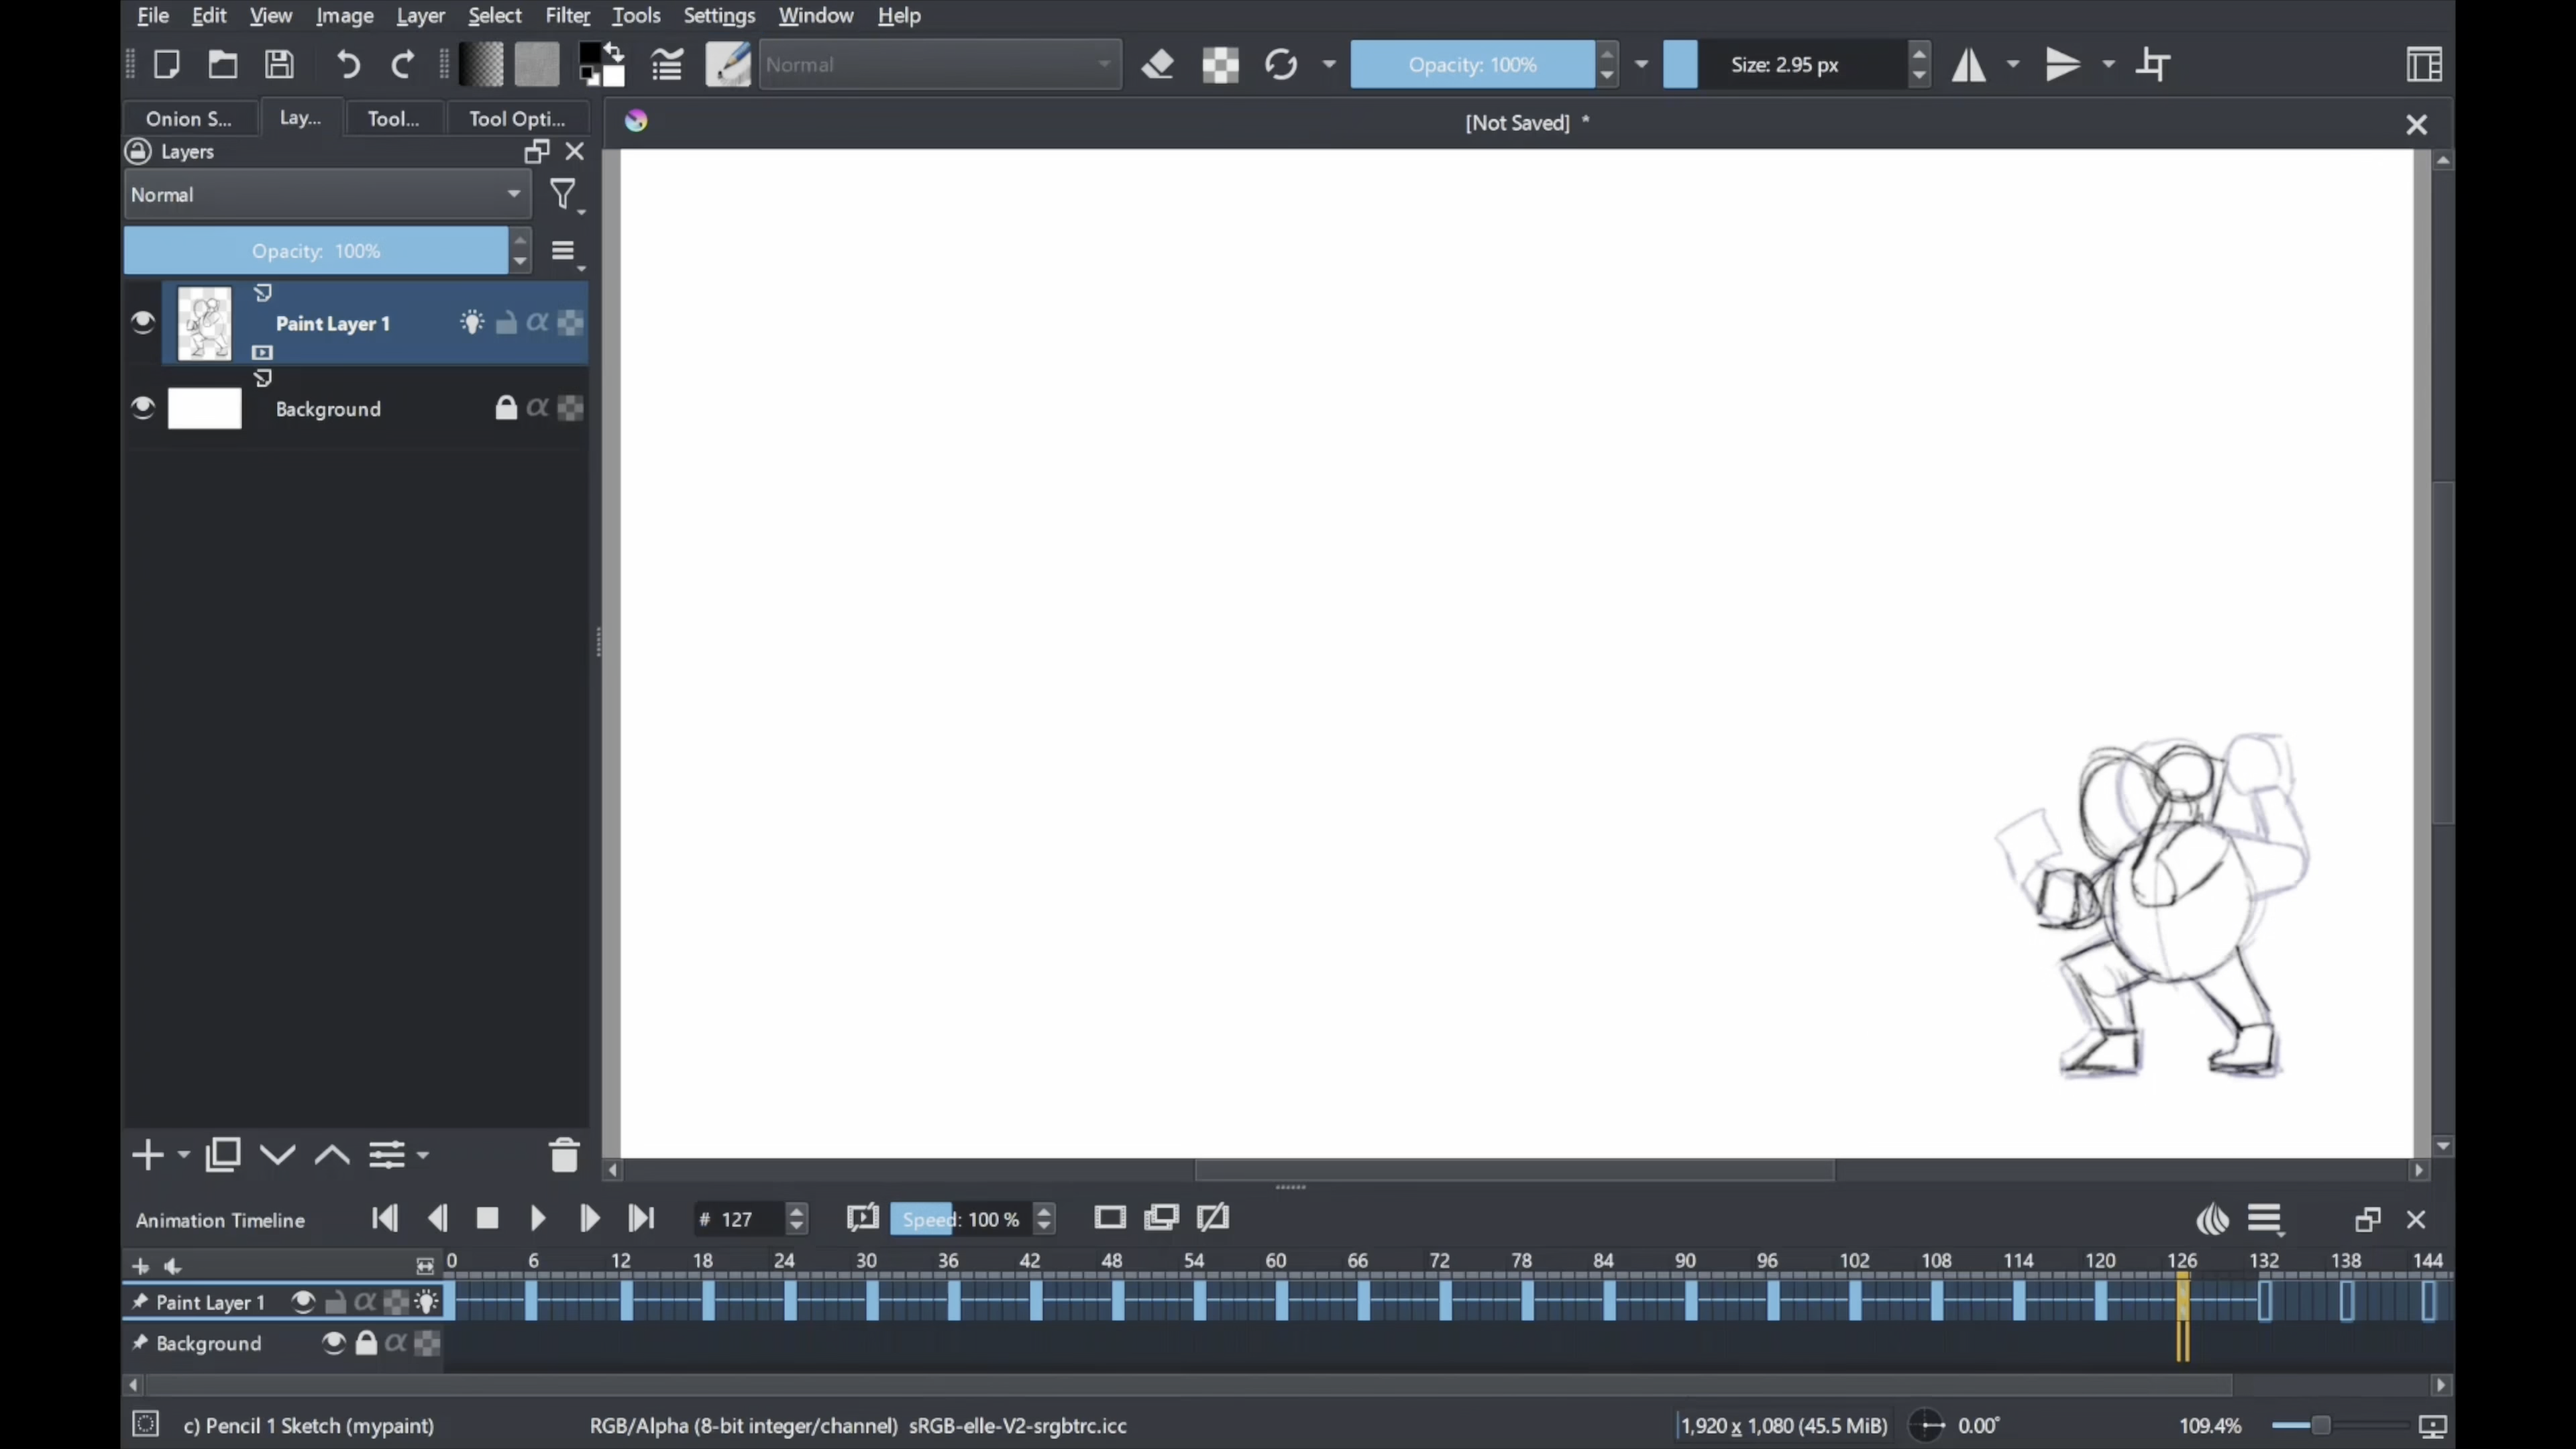 File Edit View Image Layer Select Filter Tools Settings Window Help
Normal Opacity: 100% Size: 2.95 px
Onion S... Lay... Tool... Tool Opti... [Not Saved] *
Layers
Normal
Opacity: 100%
Paint Layer 1 α
Background α
Animation Timeline # 127 Speed: 100 %
0 6 12 18 24 30 36 42 48 54 60 66 72 78 84 90 96 102 108 114 120 126 132 138 144
Paint Layer 1 α
Background α
c) Pencil 1 Sketch (mypaint) RGB/Alpha (8-bit integer/channel) sRGB-elle-V2-srgbtrc.icc 1,920 x 1,080 (45.5 MiB) 0.00° 109.4%